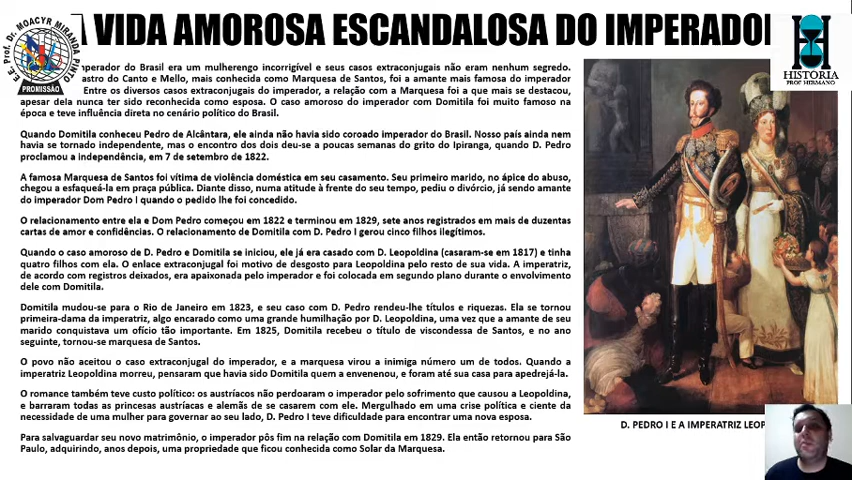 A VIDA AMOROSA ESCANDALOSA DO IMPERADOR
E.E. Prof. Dr. MOACYR MIRANDA PINTO
PROMISSÃO
HISTORIA
PROF HERMANO
mperador do Brasil era um mulherengo incorrigível e seus casos extraconjugais não eram nenhum segredo.
astro do Canto e Mello, mais conhecida como Marquesa de Santos, foi a amante mais famosa do imperador
Entre os diversos casos extraconjugais do imperador, a relação com a Marquesa foi a que mais se destacou,
apesar dela nunca ter sido reconhecida como esposa. O caso amoroso do imperador com Domitila foi muito famoso na
época e teve influência direta no cenário político do Brasil.
Quando Domitila conheceu Pedro de Alcântara, ele ainda não havia sido coroado imperador do Brasil. Nosso país ainda nem
havia se tornado independente, mas o encontro dos dois deu-se a poucas semanas do grito do Ipiranga, quando D. Pedro
proclamou a independência, em 7 de setembro de 1822.
A famosa Marquesa de Santos foi vítima de violência doméstica em seu casamento. Seu primeiro marido, no ápice do abuso,
chegou a esfaqueá-la em praça pública. Diante disso, numa atitude à frente do seu tempo, pediu o divórcio, já sendo amante
do imperador Dom Pedro I quando o pedido lhe foi concedido.
O relacionamento entre ela e Dom Pedro começou em 1822 e terminou em 1829, sete anos registrados em mais de duzentas
cartas de amor e confidências. O relacionamento de Domitila com D. Pedro I gerou cinco filhos ilegítimos.
Quando o caso amoroso de D. Pedro e Domitila se iniciou, ele já era casado com D. Leopoldina (casaram-se em 1817) e tinha
quatro filhos com ela. O enlace extraconjugal foi motivo de desgosto para Leopoldina pelo resto de sua vida. A imperatriz,
de acordo com registros deixados, era apaixonada pelo imperador e foi colocada em segundo plano durante o envolvimento
dele com Domitila.
Domitila mudou-se para o Rio de Janeiro em 1823, e seu caso com D. Pedro rendeu-lhe títulos e riquezas. Ela se tornou
primeira-dama da imperatriz, algo encarado como uma grande humilhação por D. Leopoldina, uma vez que a amante de seu
marido conquistava um ofício tão importante. Em 1825, Domitila recebeu o título de viscondessa de Santos, e no ano
seguinte, tornou-se marquesa de Santos.
O povo não aceitou o caso extraconjugal do imperador, e a marquesa virou a inimiga número um de todos. Quando a
imperatriz Leopoldina morreu, pensaram que havia sido Domitila quem a envenenou, e foram até sua casa para apedrejá-la.
O romance também teve custo político: os austríacos não perdoaram o imperador pelo sofrimento que causou a Leopoldina,
e barraram todas as princesas austríacas e alemãs de se casarem com ele. Mergulhado em uma crise política e ciente da
necessidade de uma mulher para governar ao seu lado, D. Pedro I teve dificuldade para encontrar uma nova esposa.
Para salvaguardar seu novo matrimônio, o imperador pôs fim na relação com Domitila em 1829. Ela então retornou para São
Paulo, adquirindo, anos depois, uma propriedade que ficou conhecida como Solar da Marquesa.
D. PEDRO I E A IMPERATRIZ LEOP